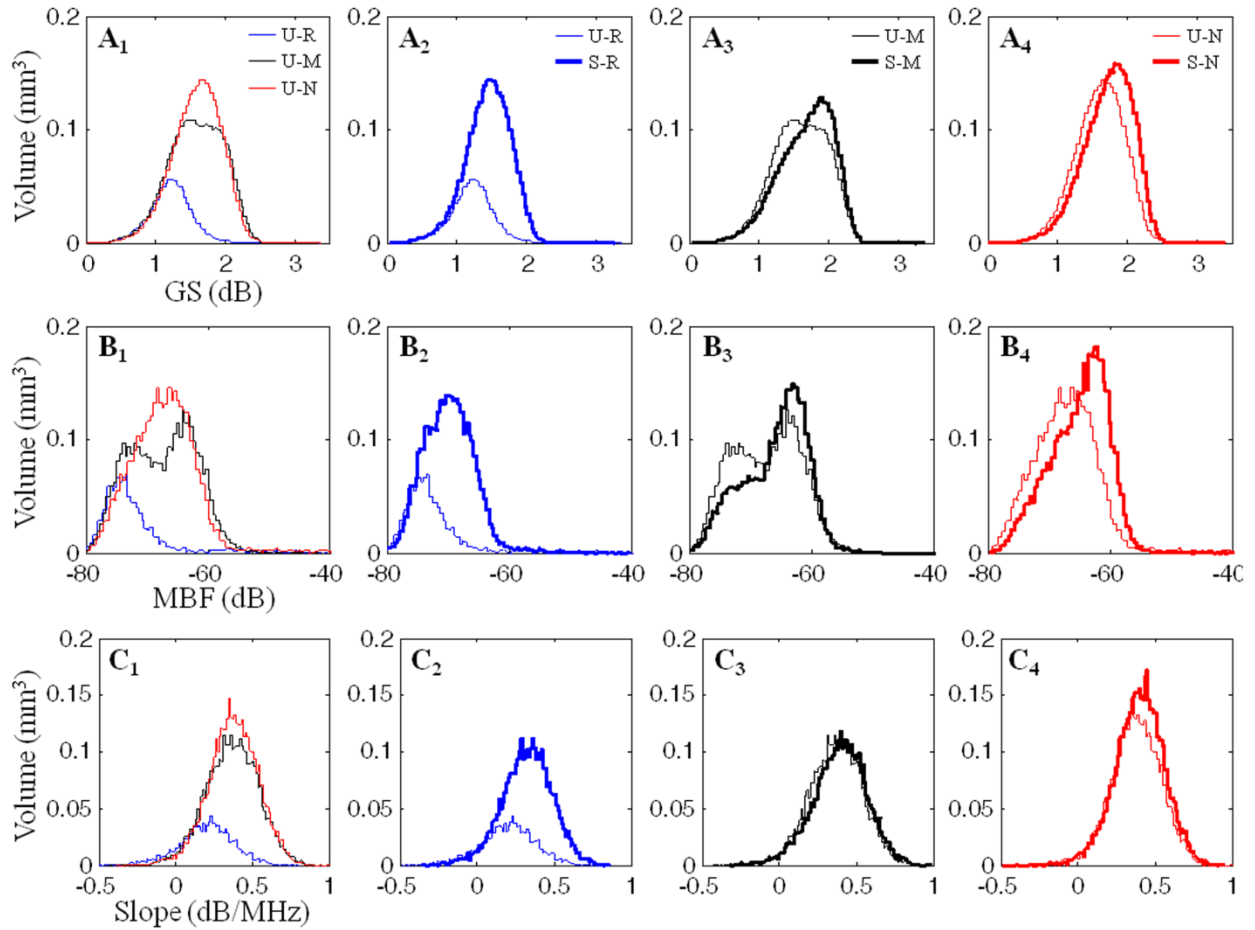 Volume (mm³)
0.2
0.1
0
A₁
U-R
U-M
U-N
0 1 2 3
GS (dB)
0.2
0.1
0
A₂
U-R
S-R
0 1 2 3
0.2
0.1
0
A₃
U-M
S-M
0 1 2 3
0.2
0.1
0
A₄
U-N
S-N
0 1 2 3
Volume (mm³)
0.2
0.1
0
B₁
-80 -60 -40
MBF (dB)
0.2
0.1
0
B₂
-80 -60 -40
0.2
0.1
0
B₃
-80 -60 -40
0.2
0.1
0
B₄
-80 -60 -40
Volume (mm³)
0.2
0.15
0.1
0.05
0
C₁
-0.5 0 0.5 1
Slope (dB/MHz)
0.2
0.15
0.1
0.05
0
C₂
-0.5 0 0.5 1
0.2
0.15
0.1
0.05
0
C₃
-0.5 0 0.5 1
0.2
0.15
0.1
0.05
0
C₄
-0.5 0 0.5 1